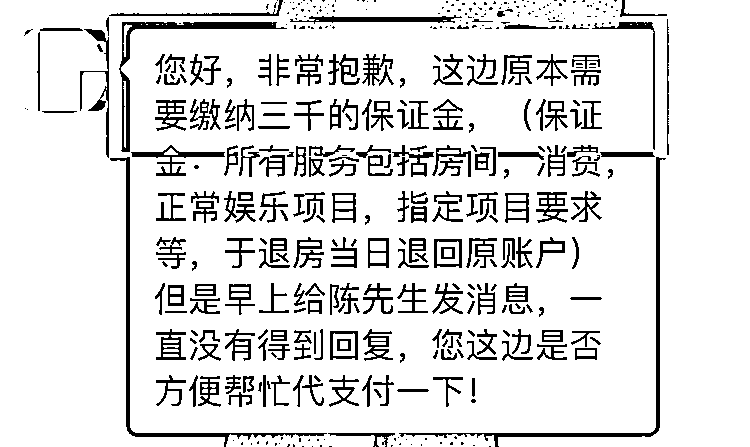 您好，非常抱歉，这边原本需
要缴纳三千的保证金，（保证
金：所有服务包括房间，消费，
正常娱乐项目，指定项目要求
等，于退房当日退回原账户）
但是早上给陈先生发消息，一
直没有得到回复，您这边是否
方便帮忙代支付一下！